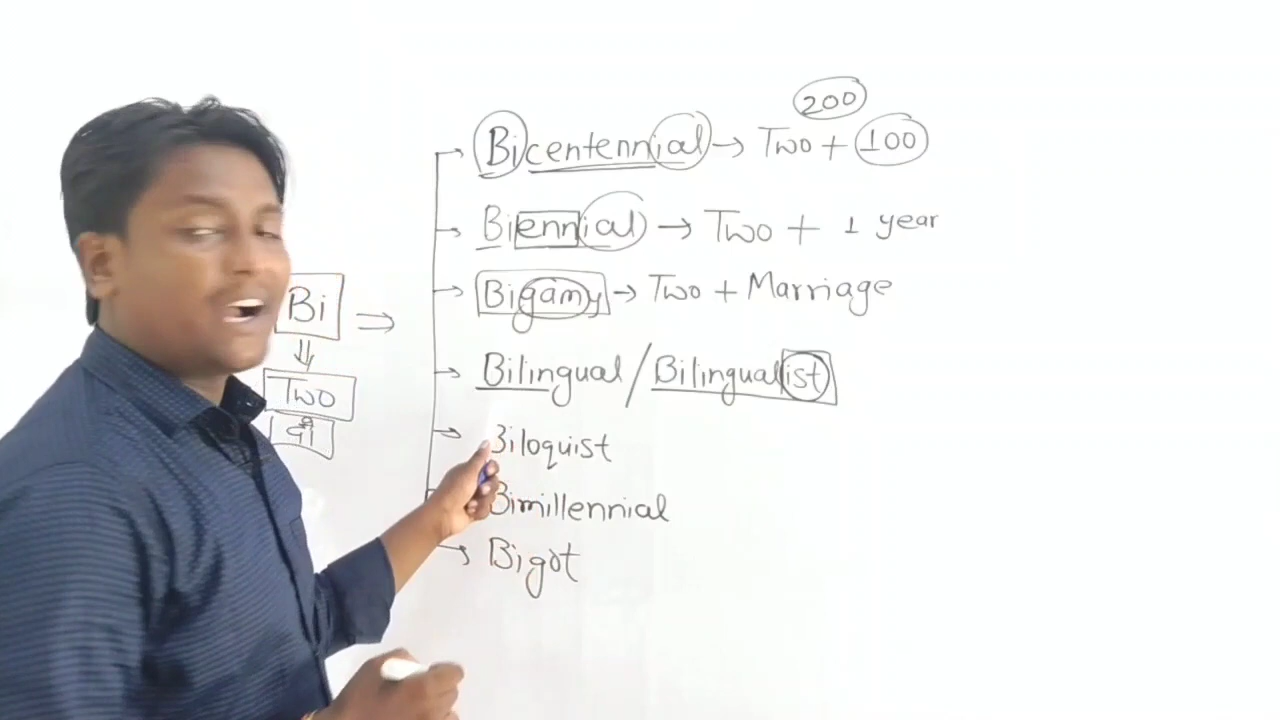 200
Bicentennial → Two + 100
Biennial → Two + 1 year
Bigamy → Two + Marriage
Bi ⇒
⇓
Two
दो
Bilingual / Bilingualist
Biloquist
Bimillennial
Bigot